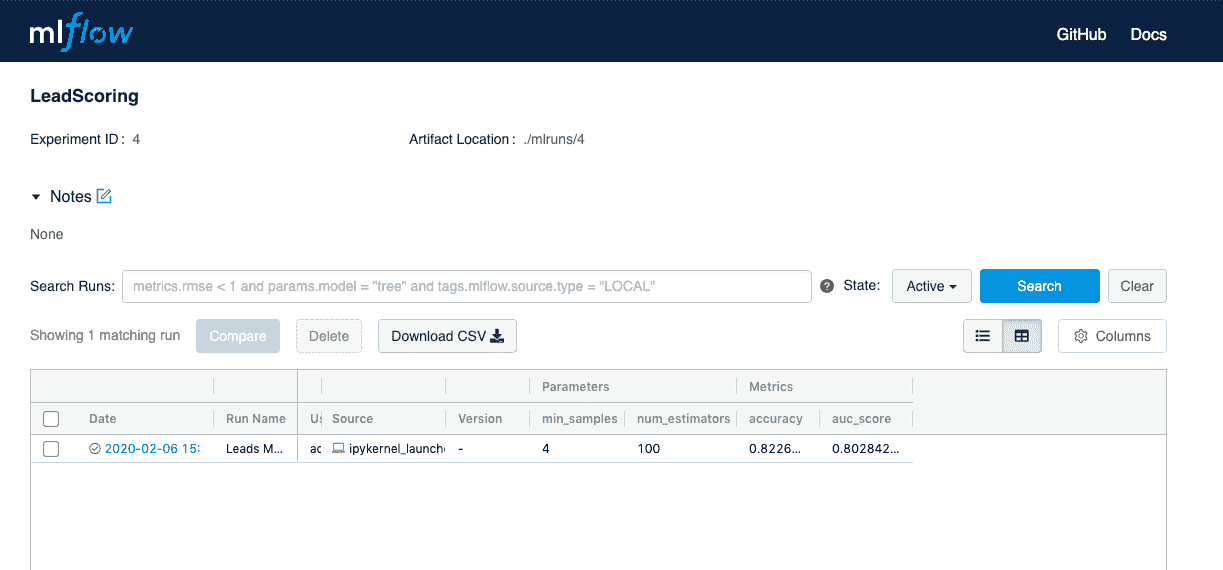 mlflow
GitHub Docs
LeadScoring
Experiment ID : 4 Artifact Location : ./mlruns/4
Notes
None
Search Runs: metrics.rmse < 1 and params.model = "tree" and tags.mlflow.source.type = "LOCAL" ? State: Active Search Clear
Showing 1 matching run Compare Delete Download CSV Columns
Parameters Metrics
Date Run Name Source Version min_samples num_estimators accuracy auc_score
2020-02-06 15: Leads M... ipykernel_launch - 4 100 0.8226... 0.802842...